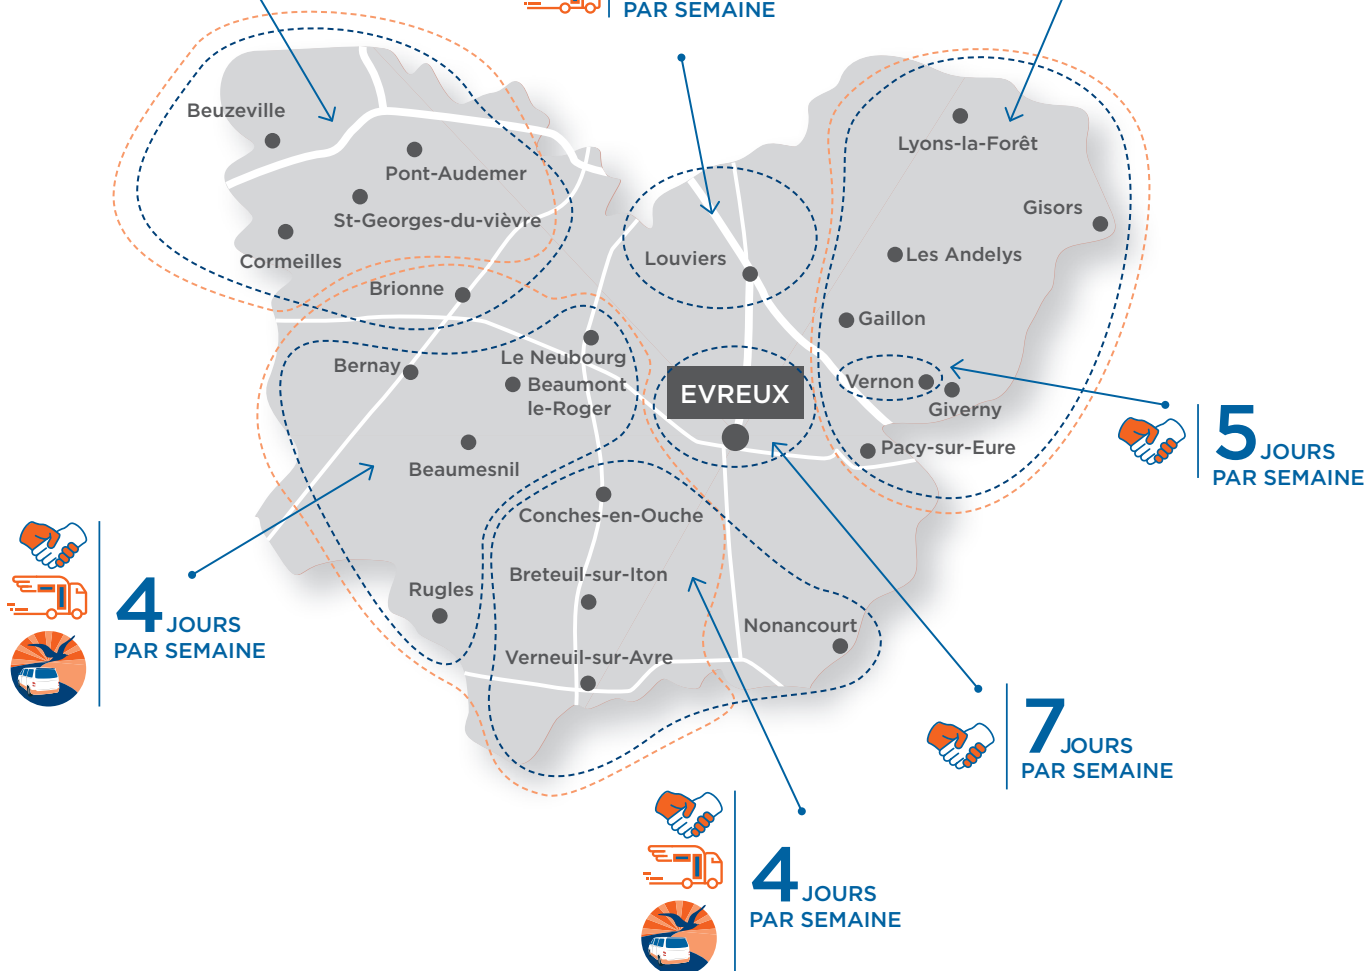 PAR SEMAINE
Beuzeville
Pont-Audemer
St-Georges-du-vièvre
Cormeilles
Brionne
Lyons-la-Forêt
Gisors
Louviers
Les Andelys
Gaillon
Bernay
Le Neubourg
Beaumont
le-Roger
EVREUX
Vernon
Giverny
Pacy-sur-Eure
5 JOURS
PAR SEMAINE
Beaumesnil
Conches-en-Ouche
Breteuil-sur-Iton
Rugles
Nonancourt
Verneuil-sur-Avre
4 JOURS
PAR SEMAINE
7 JOURS
PAR SEMAINE
4 JOURS
PAR SEMAINE